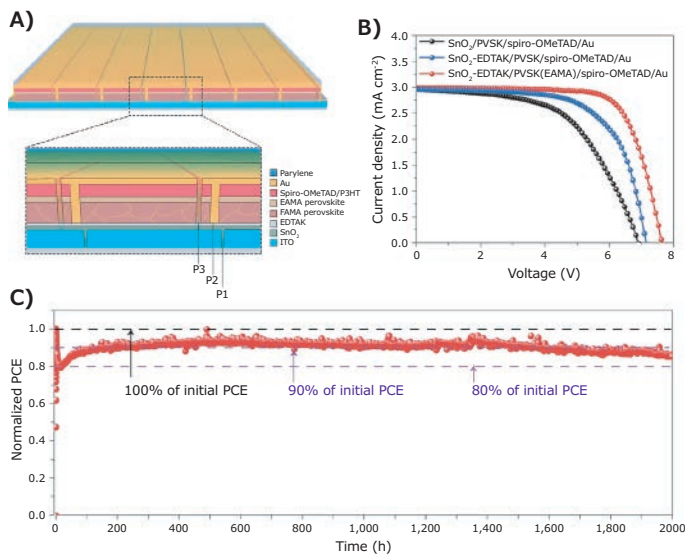 A)
Parylene
Au
Spiro-OMeTAD/P3HT
EAMA perovskite
FAMA perovskite
EDTAK
SnO₂
ITO
P3
P2
P1
B)
Current density (mA cm⁻²)
4.0
3.5
3.0
2.5
2.0
1.5
1.0
0.5
0.0
SnO₂/PVSK/spiro-OMeTAD/Au
SnO₂-EDTAK/PVSK/spiro-OMeTAD/Au
SnO₂-EDTAK/PVSK(EAMA)/spiro-OMeTAD/Au
0 2 4 6 8
Voltage (V)
C)
Normalized PCE
1.0
0.8
0.6
0.4
0.2
0.0
100% of initial PCE
90% of initial PCE
80% of initial PCE
0 200 400 600 800 1,000 1,200 1,400 1,600 1,800 2000
Time (h)